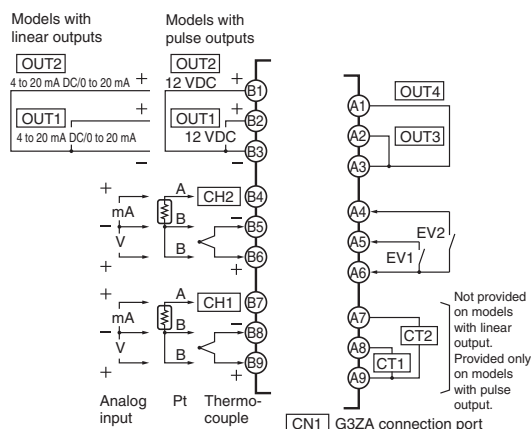 Models with linear outputs
Models with pulse outputs
OUT2
4 to 20 mA DC/0 to 20 mA
+
OUT1
4 to 20 mA DC/0 to 20 mA
+
−
OUT2
12 VDC
+
OUT1
12 VDC
+
−
B1
B2
B3
B4
B5
B6
B7
B8
B9
+
mA
−
V
+
A
B
B
CH2
−
+
+
mA
−
V
+
A
B
B
CH1
−
+
Analog input
Pt
Thermo-couple
A1
A2
A3
A4
A5
A6
A7
A8
A9
OUT4
OUT3
EV2
EV1
CT2
CT1
Not provided
on models
with linear
output.
Provided only
on models
with pulse
output.
CN1 G3ZA connection port